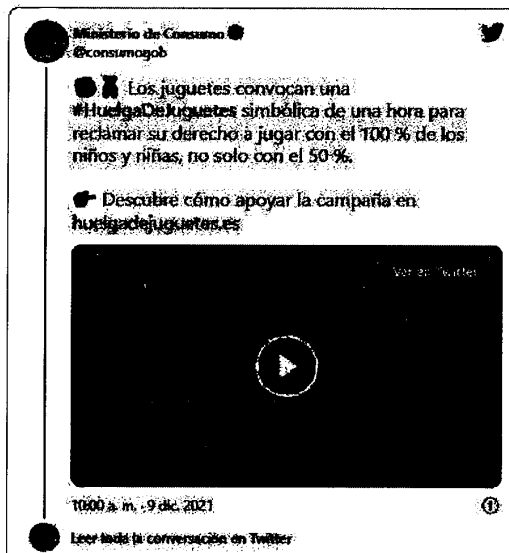 Ministerio de Consumo
@consumogob
Los juguetes convocan una
#HuelgaDeJuguetes simbólica de una hora para
reclamar su derecho a jugar con el 100 % de los
niños y niñas, no solo con el 50 %.
Descubre cómo apoyar la campaña en
huelgadejuguetes.es
Ver en Twitter
10:00 a. m. · 9 dic. 2021
Leer toda la conversación en Twitter